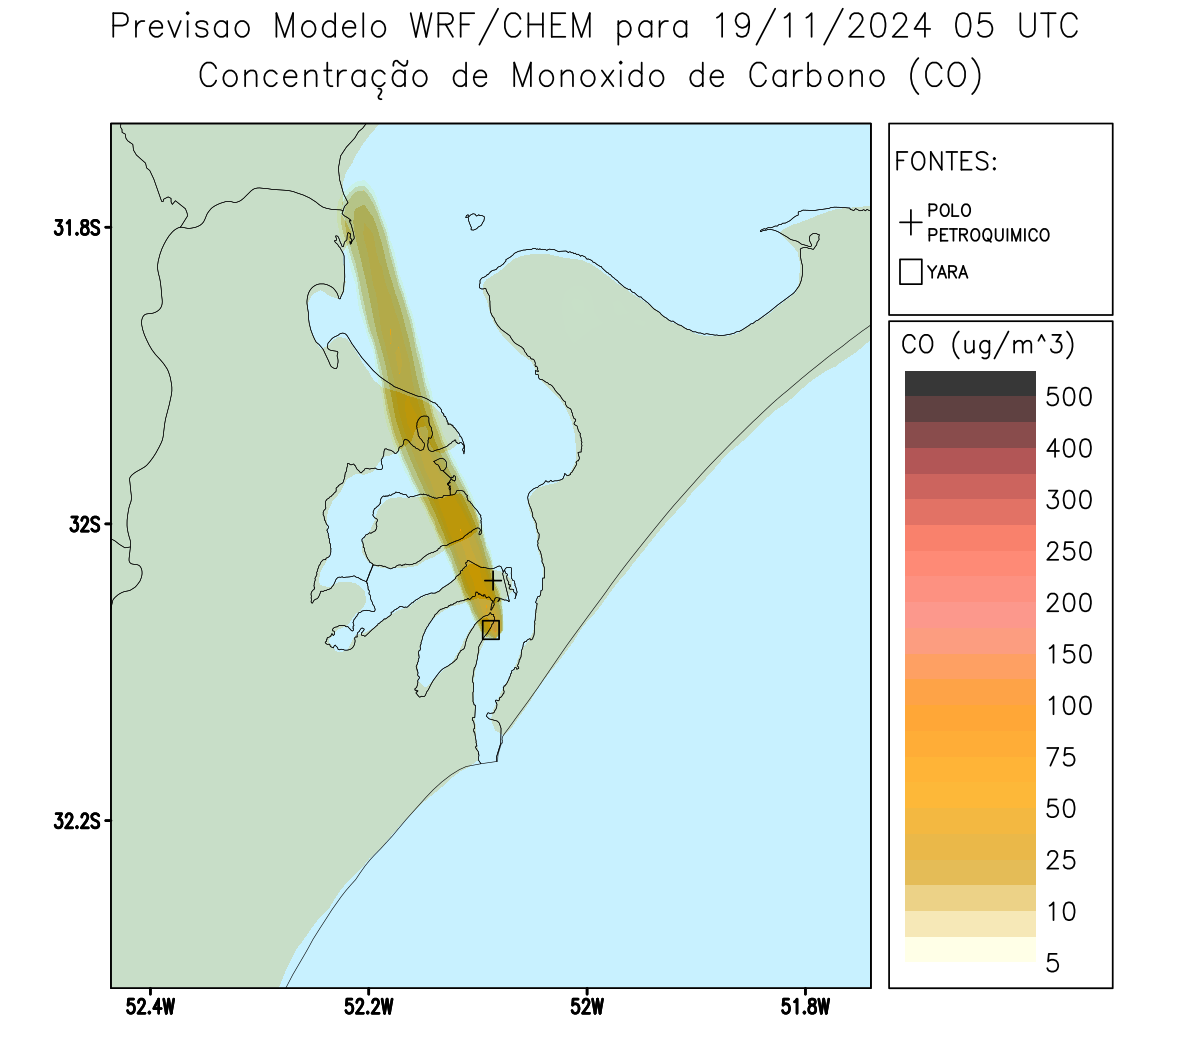 Previsao Modelo WRF/CHEM para 19/11/2024 05 UTC
Concentração de Monoxido de Carbono (CO)
FONTES:
POLO
PETROQUIMICO
YARA
CO (ug/m^3)
500
400
300
250
200
150
100
75
50
25
10
5
31.8S
32S
32.2S
52.4W
52.2W
52W
51.8W